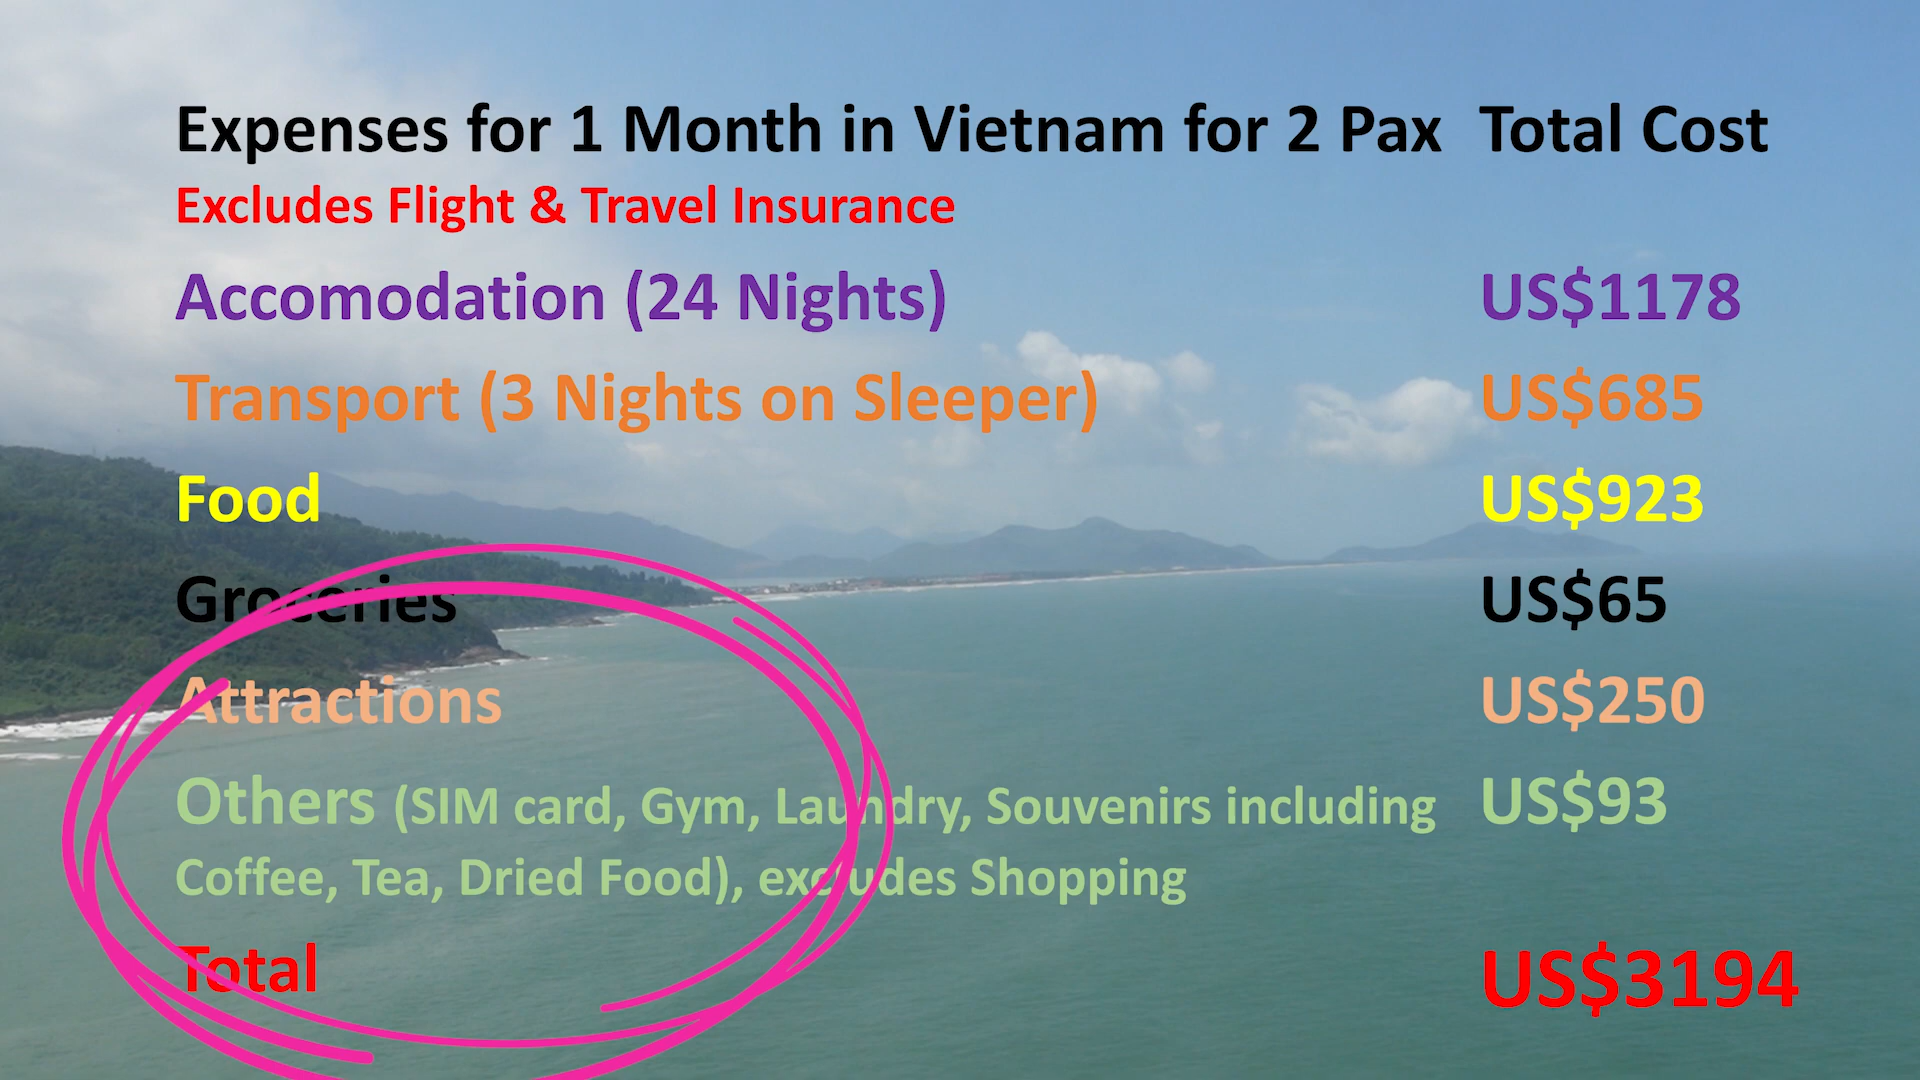 Expenses for 1 Month in Vietnam for 2 Pax Total Cost
Excludes Flight & Travel Insurance
Accomodation (24 Nights) US$1178
Transport (3 Nights on Sleeper) US$685
Food US$923
Groceries US$65
Attractions US$250
Others (SIM card, Gym, Laundry, Souvenirs including US$93
Coffee, Tea, Dried Food), excludes Shopping
Total US$3194